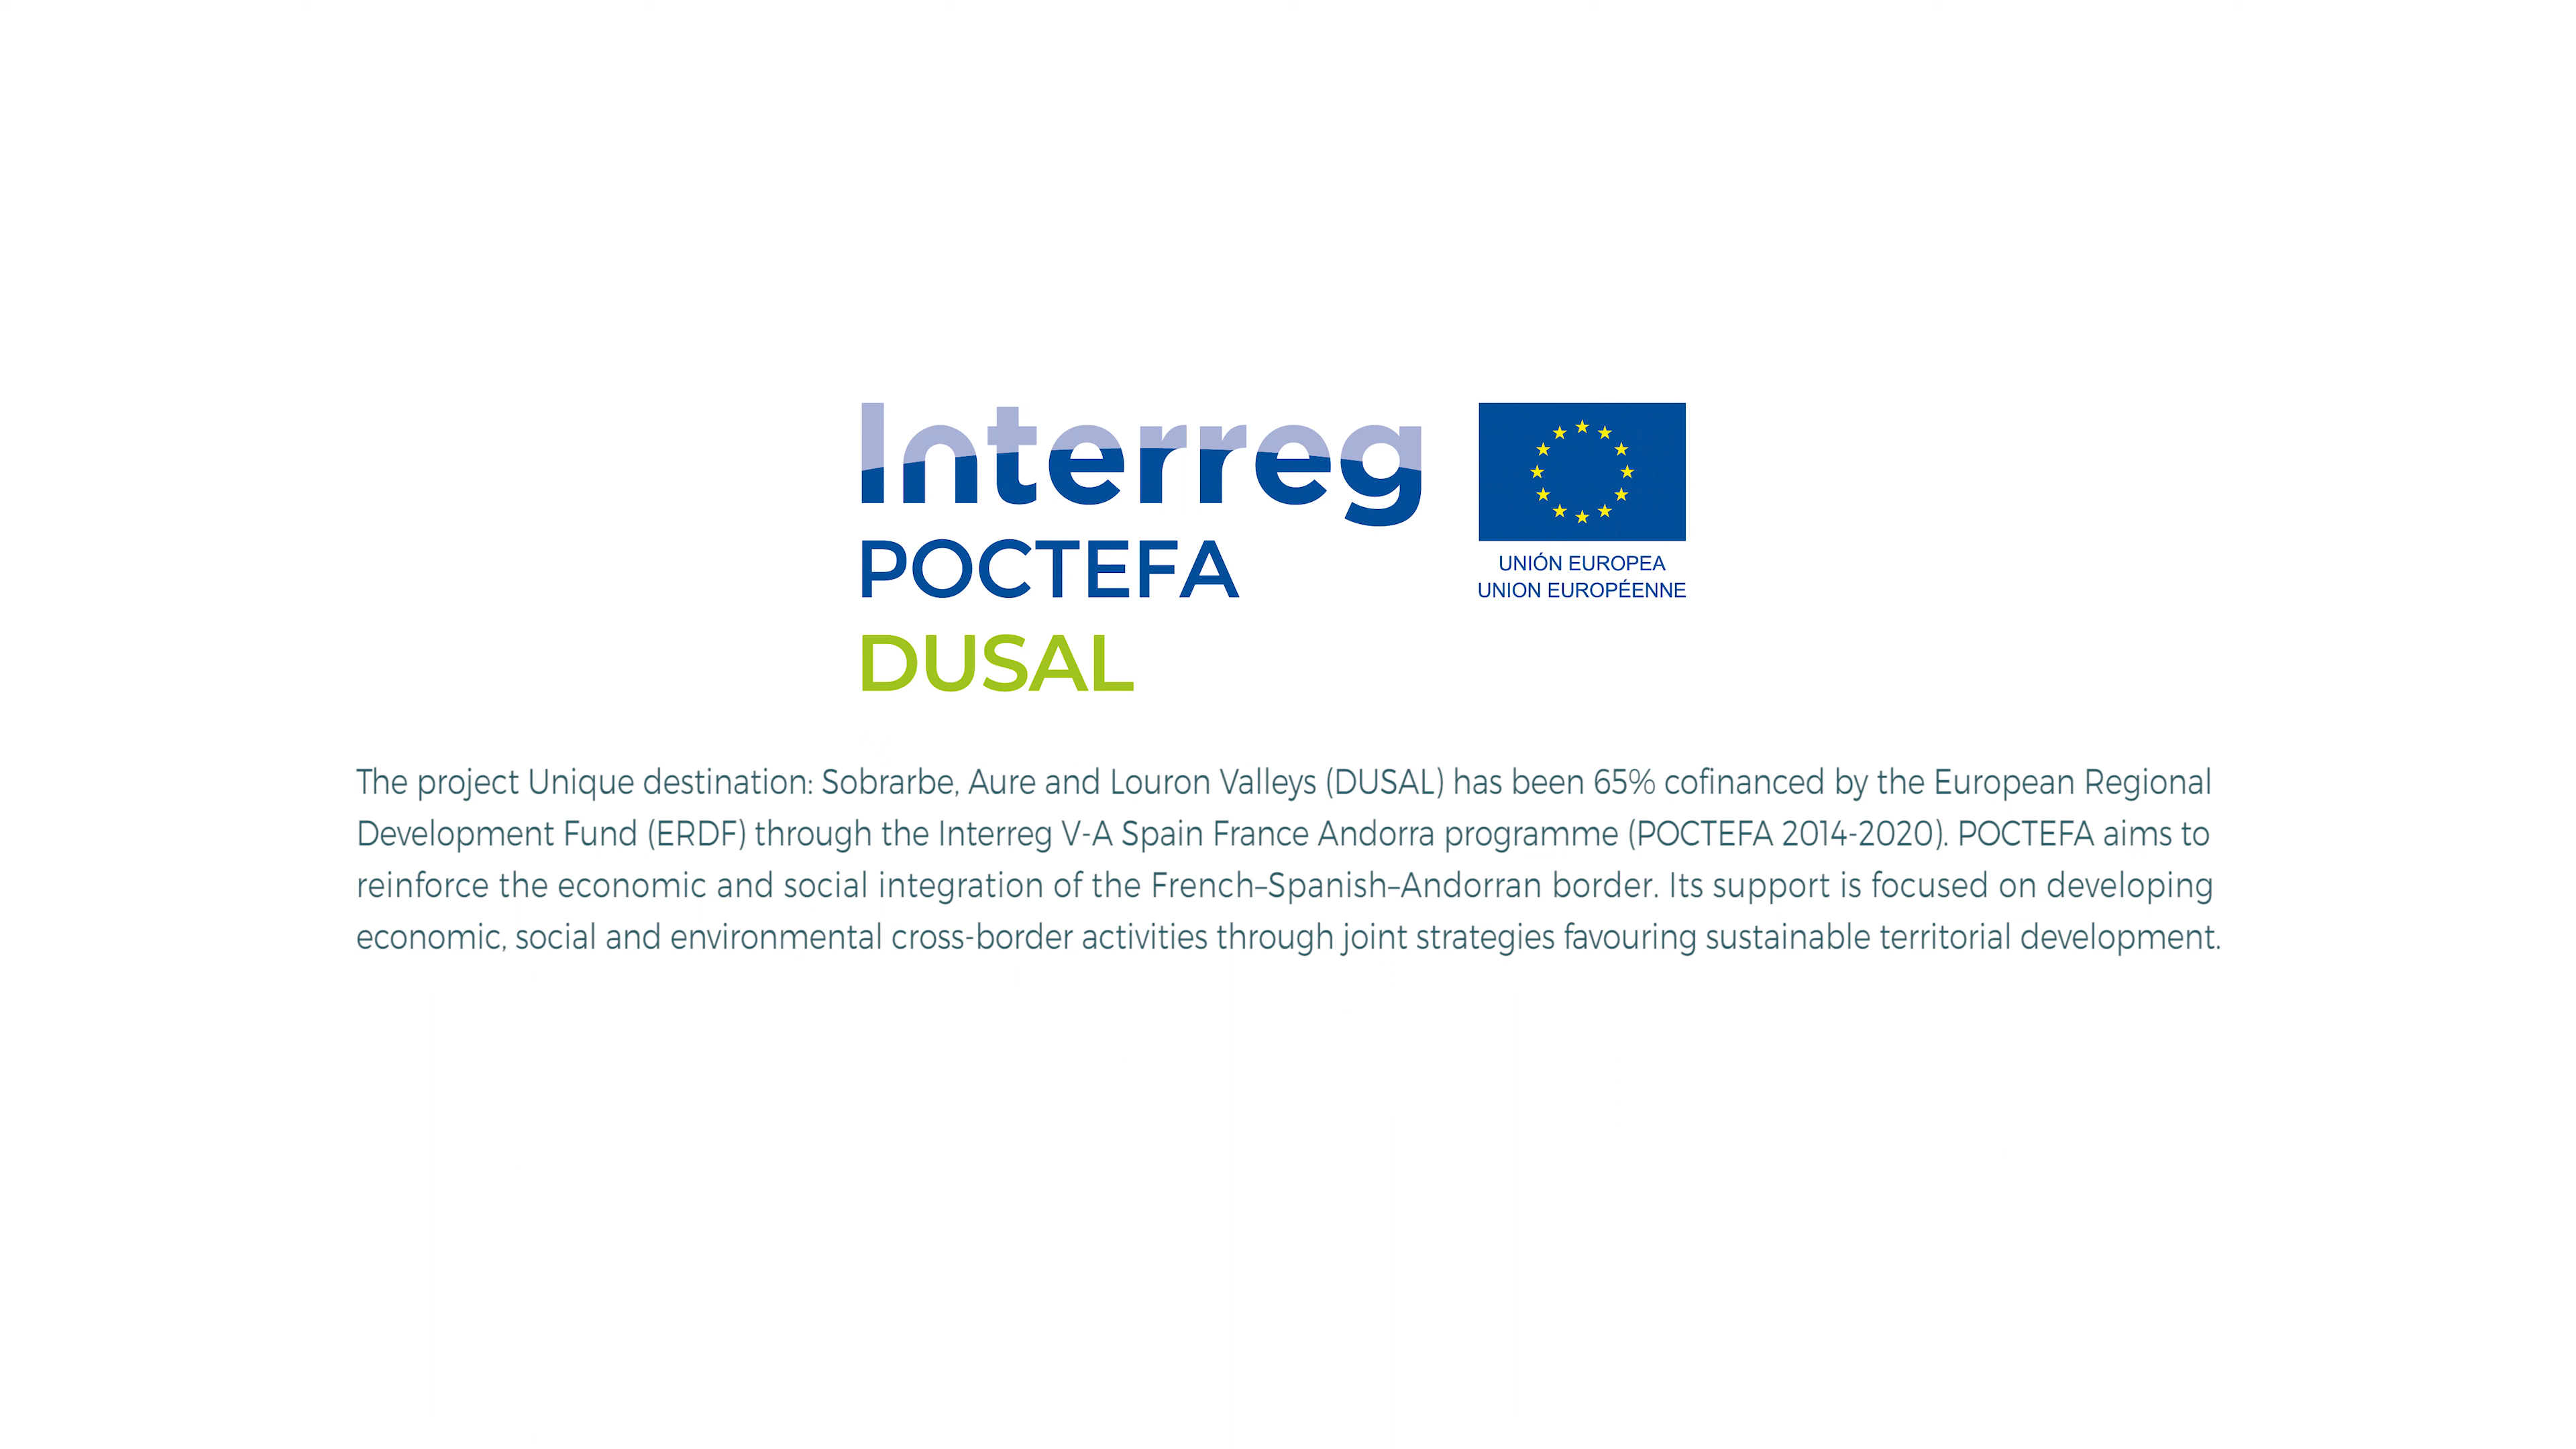 Interreg
POCTEFA
DUSAL
UNIÓN EUROPEA
UNION EUROPÉENNE
The project Unique destination: Sobrarbe, Aure and Louron Valleys (DUSAL) has been 65% cofinanced by the European Regional
Development Fund (ERDF) through the Interreg V-A Spain France Andorra programme (POCTEFA 2014-2020). POCTEFA aims to
reinforce the economic and social integration of the French–Spanish–Andorran border. Its support is focused on developing
economic, social and environmental cross-border activities through joint strategies favouring sustainable territorial development.